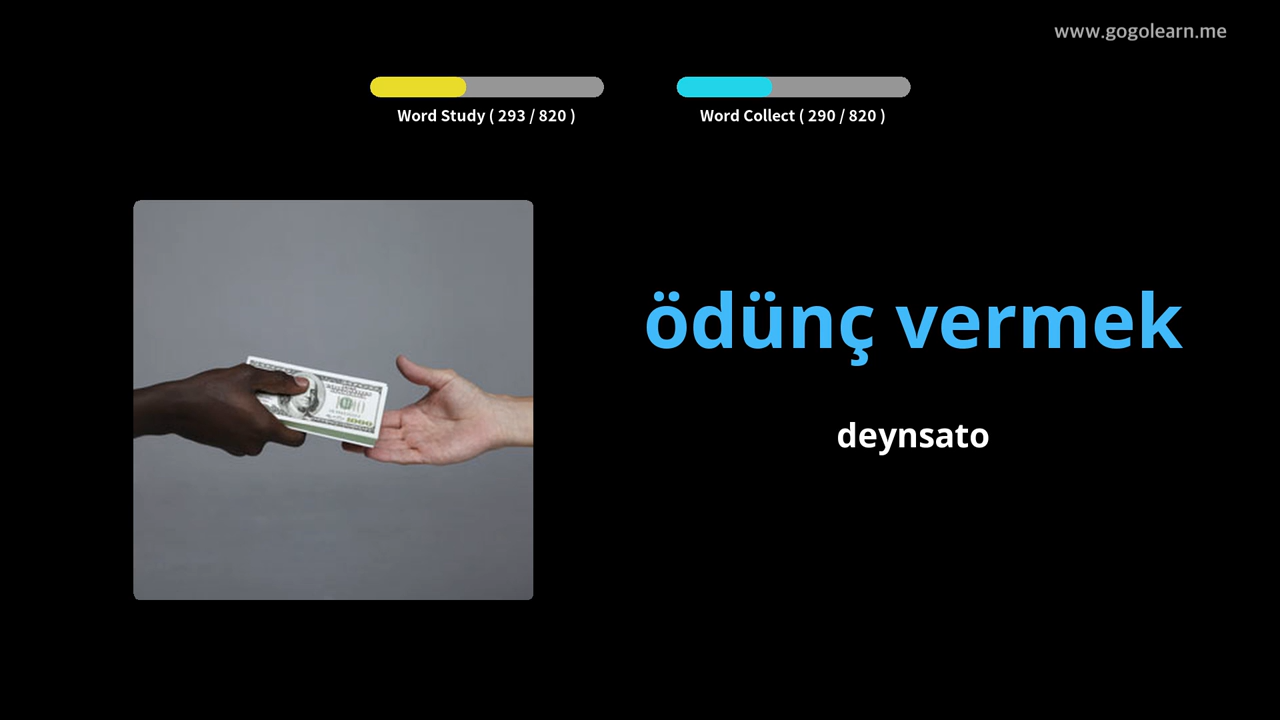 www.gogolearn.me
Word Study ( 293 / 820 )
Word Collect ( 290 / 820 )
ödünç vermek
deynsato